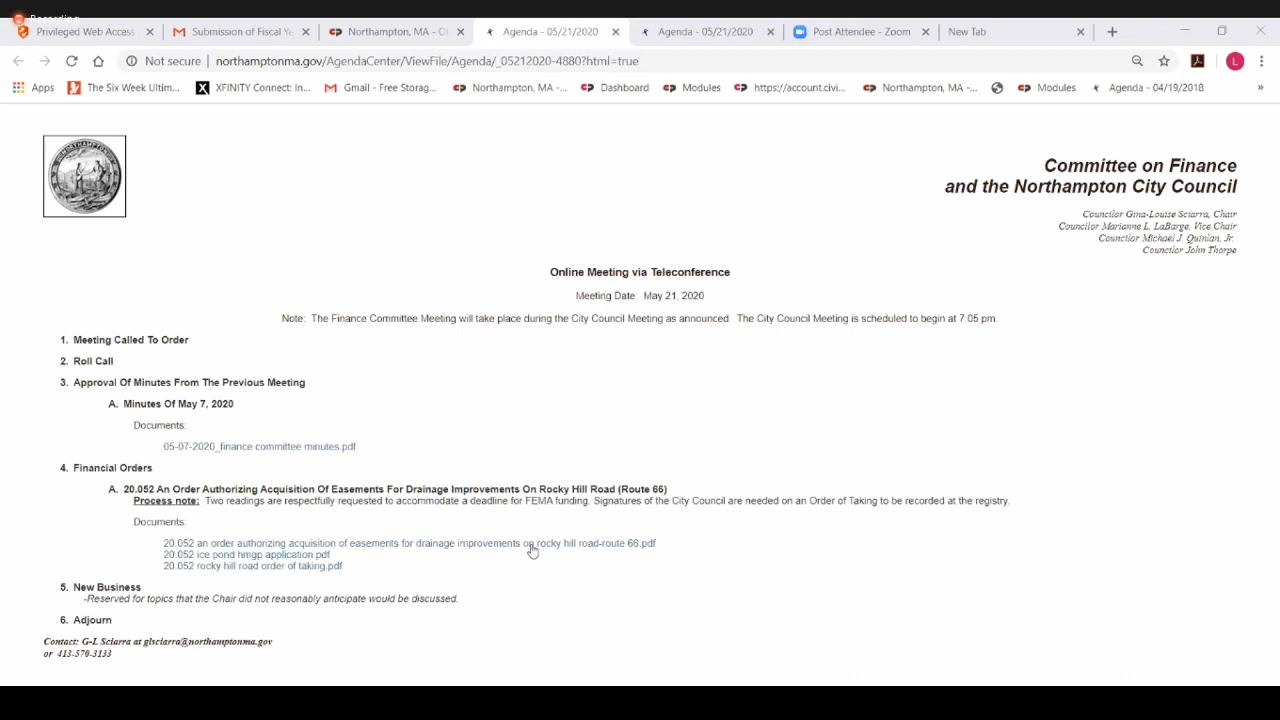 Recording
Privileged Web Access
Submission of Fiscal Ye
Northampton, MA - Ci
Agenda - 05/21/2020
Agenda - 05/21/2020
Post Attendee - Zoom
New Tab
Not secure
northamptonma.gov/AgendaCenter/ViewFile/Agenda/_05212020-4880?html=true
Apps
The Six Week Ultim...
XFINITY Connect: In...
Gmail - Free Storag...
Northampton, MA -...
Dashboard
Modules
https://account.civi...
Northampton, MA -...
Modules
Agenda - 04/19/2018
»
L
Committee on Finance
and the Northampton City Council
Councilor Gina-Louise Sciarra, Chair
Councilor Marianne L. LaBarge, Vice Chair
Councilor Michael J. Quinlan, Jr.
Councilor John Thorpe
Online Meeting via Teleconference
Meeting Date: May 21, 2020
Note: The Finance Committee Meeting will take place during the City Council Meeting as announced. The City Council Meeting is scheduled to begin at 7:05 pm.
1. Meeting Called To Order
2. Roll Call
3. Approval Of Minutes From The Previous Meeting
A. Minutes Of May 7, 2020
Documents:
05-07-2020_finance committee minutes.pdf
4. Financial Orders
A. 20.052 An Order Authorizing Acquisition Of Easements For Drainage Improvements On Rocky Hill Road (Route 66)
Process note: Two readings are respectfully requested to accommodate a deadline for FEMA funding. Signatures of the City Council are needed on an Order of Taking to be recorded at the registry.
Documents:
20.052 an order authorizing acquisition of easements for drainage improvements on rocky hill road-route 66.pdf
20.052 ice pond hmgp application.pdf
20.052 rocky hill road order of taking.pdf
5. New Business
-Reserved for topics that the Chair did not reasonably anticipate would be discussed.
6. Adjourn
Contact: G-L Sciarra at glsciarra@northamptonma.gov
or 413-570-3133